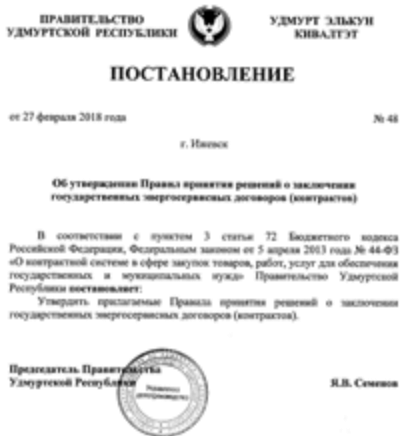 ПРАВИТЕЛЬСТВО
УДМУРТСКОЙ РЕСПУБЛИКИ
УДМУРТ ЭЛЬКУН
КИВАЛТЭТ
ПОСТАНОВЛЕНИЕ
от 27 февраля 2018 года
№ 48
г. Ижевск
Об утверждении Правил принятия решений о заключении
государственных энергосервисных договоров (контрактов)
В соответствии с пунктом 3 статьи 72 Бюджетного кодекса
Российской Федерации, Федеральным законом от 5 апреля 2013 года № 44-ФЗ
«О контрактной системе в сфере закупок товаров, работ, услуг для обеспечения
государственных и муниципальных нужд» Правительство Удмуртской
Республики постановляет:
Утвердить прилагаемые Правила принятия решений о заключении
государственных энергосервисных договоров (контрактов).
Председатель Правительства
Удмуртской Республики
Я.В. Семенов
Управление
делопроизводства